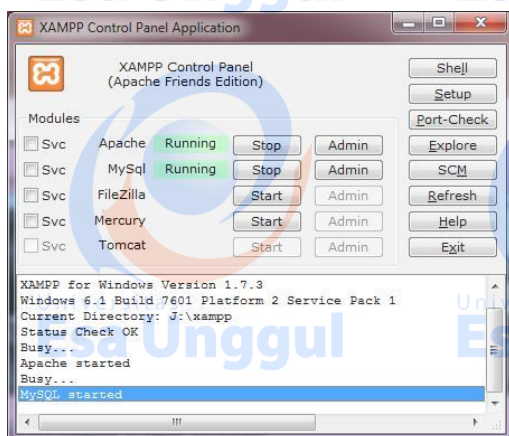 XAMPP Control Panel Application
XAMPP Control Panel
(Apache Friends Edition)
Shell
Setup
Modules
Port-Check
Svc Apache Running Stop Admin Explore
Svc MySql Running Stop Admin SCM
Svc FileZilla Start Admin Refresh
Svc Mercury Start Admin Help
Svc Tomcat Start Admin Exit
XAMPP for Windows Version 1.7.3
Windows 6.1 Build 7601 Platform 2 Service Pack 1
Current Directory: J:\xampp
Status Check OK
Busy...
Apache started
Busy...
MySQL started
Esa Unggul